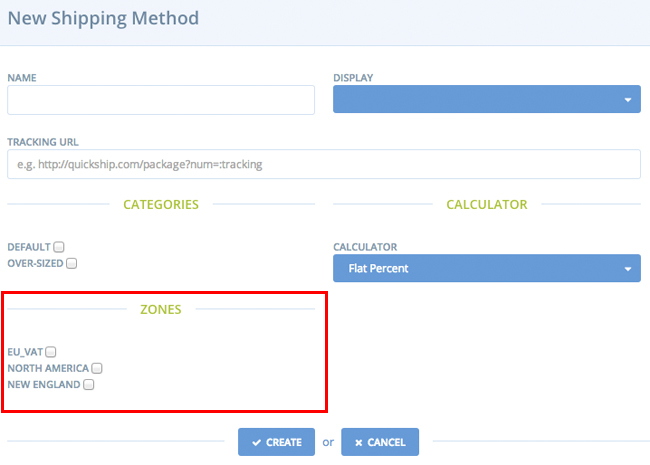 New Shipping Method
NAME
DISPLAY
TRACKING URL
e.g. http://quickship.com/package?num=:tracking
CATEGORIES
CALCULATOR
DEFAULT
OVER-SIZED
CALCULATOR
Flat Percent
ZONES
EU_VAT
NORTH AMERICA
NEW ENGLAND
CREATE or CANCEL